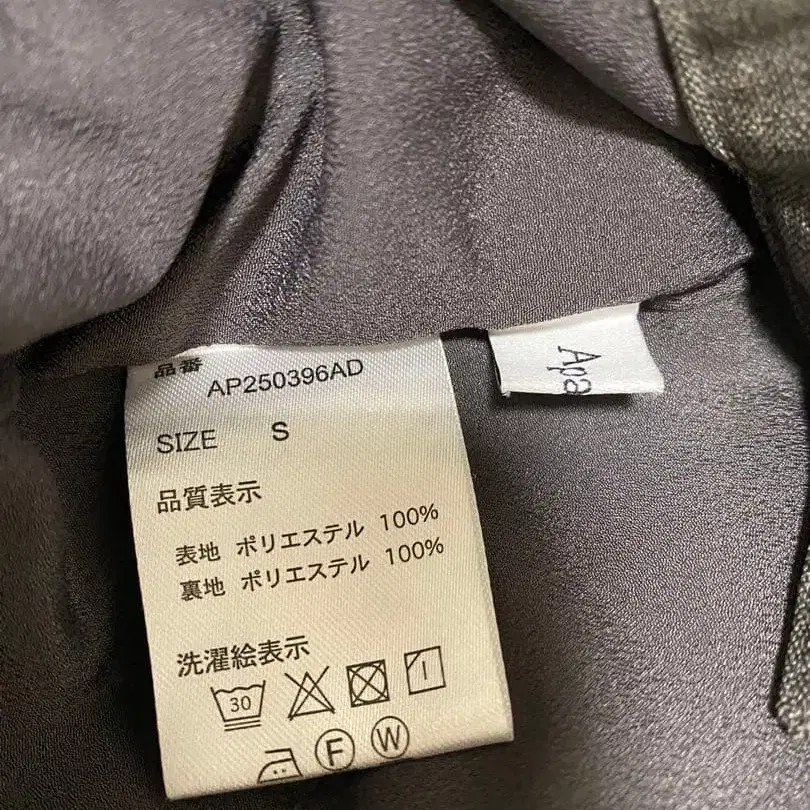 品番
AP250396AD
SIZE S
品質表示
表地 ポリエステル 100%
裏地 ポリエステル 100%
洗濯絵表示
30
F W
Apa